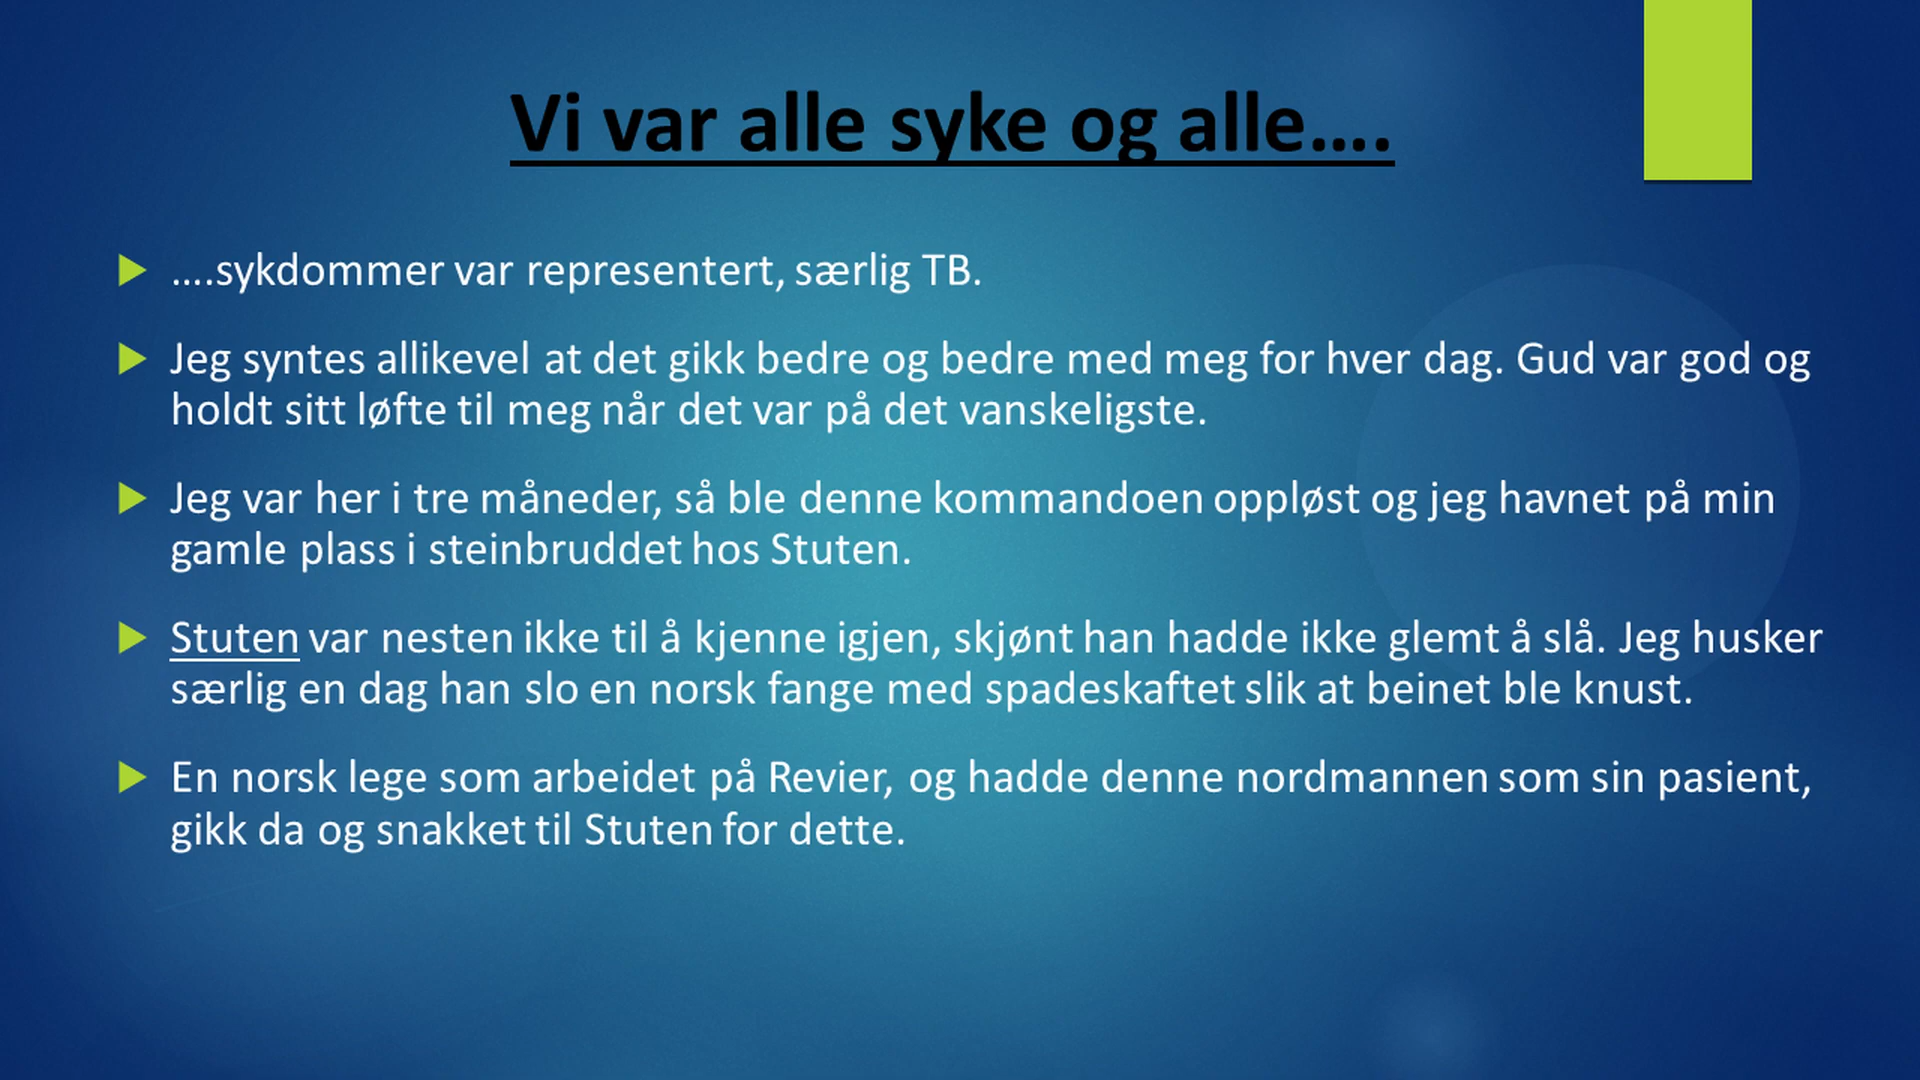 Vi var alle syke og alle….
….sykdommer var representert, særlig TB.
Jeg syntes allikevel at det gikk bedre og bedre med meg for hver dag. Gud var god og
holdt sitt løfte til meg når det var på det vanskeligste.
Jeg var her i tre måneder, så ble denne kommandoen oppløst og jeg havnet på min
gamle plass i steinbruddet hos Stuten.
Stuten var nesten ikke til å kjenne igjen, skjønt han hadde ikke glemt å slå. Jeg husker
særlig en dag han slo en norsk fange med spadeskaftet slik at beinet ble knust.
En norsk lege som arbeidet på Revier, og hadde denne nordmannen som sin pasient,
gikk da og snakket til Stuten for dette.